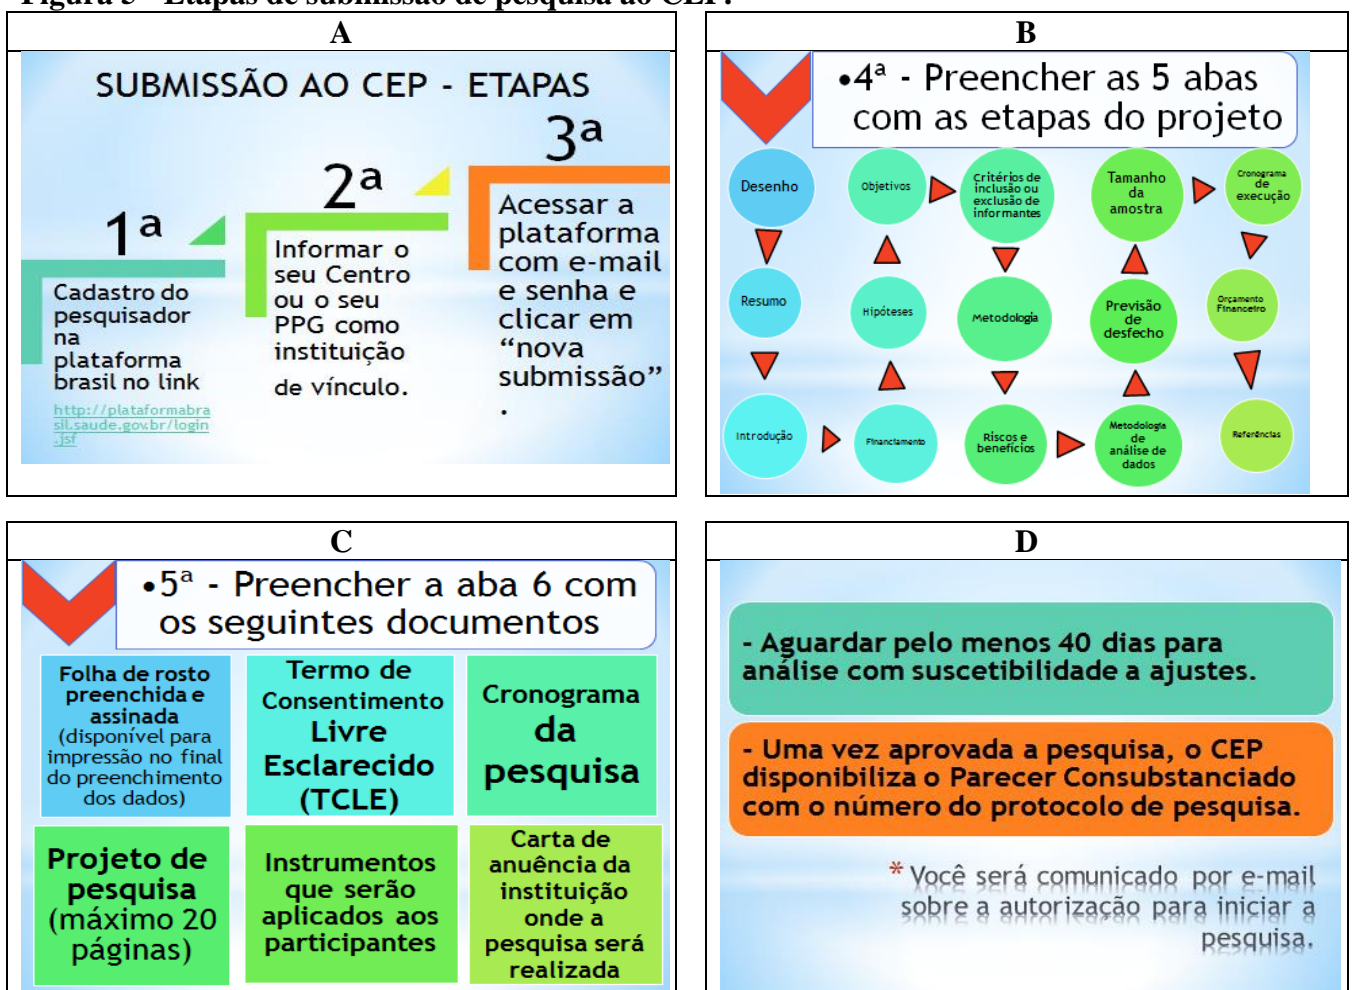 Figura 3 - Etapas de submissão de pesquisa ao CEP.
A
SUBMISSÃO AO CEP - ETAPAS
1ª
Cadastro do
pesquisador
na
plataforma
brasil no link
http://plataformabra
sil.saude.gov.br/login
.jsf
2ª
Informar o
seu Centro
ou o seu
PPG como
instituição
de vínculo.
3ª
Acessar a
plataforma
com e-mail
e senha e
clicar em
“nova
submissão”
.
B
•4ª - Preencher as 5 abas
com as etapas do projeto
Desenho
Resumo
Introdução
Financiamento
Hipóteses
Objetivos
Critérios de
inclusão ou
exclusão de
informantes
Metodologia
Riscos e
benefícios
Metodologia
de
análise de
dados
Previsão
de
desfecho
Tamanho
da
amostra
Cronograma
de
execução
Orçamento
Financeiro
Referências
C
•5ª - Preencher a aba 6 com
os seguintes documentos
Folha de rosto
preenchida e
assinada
(disponível para
impressão no final
do preenchimento
dos dados)
Termo de
Consentimento
Livre
Esclarecido
(TCLE)
Cronograma
da
pesquisa
Projeto de
pesquisa
(máximo 20
páginas)
Instrumentos
que serão
aplicados aos
participantes
Carta de
anuência da
instituição
onde a
pesquisa será
realizada
D
- Aguardar pelo menos 40 dias para
análise com suscetibilidade a ajustes.
- Uma vez aprovada a pesquisa, o CEP
disponibiliza o Parecer Consubstanciado
com o número do protocolo de pesquisa.
* Você será comunicado por e-mail
sobre a autorização para iniciar a
pesquisa.